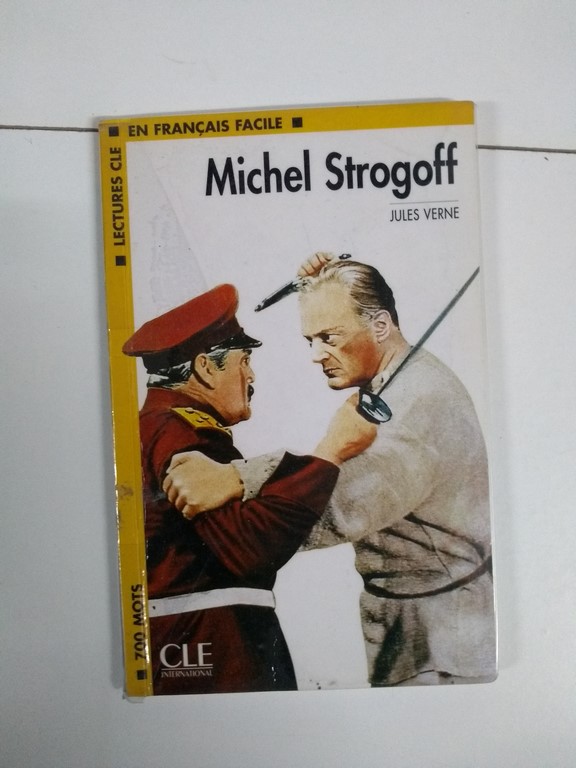 LECTURES CLE
EN FRANÇAIS FACILE
Michel Strogoff
JULES VERNE
700 MOTS
CLE
INTERNATIONAL